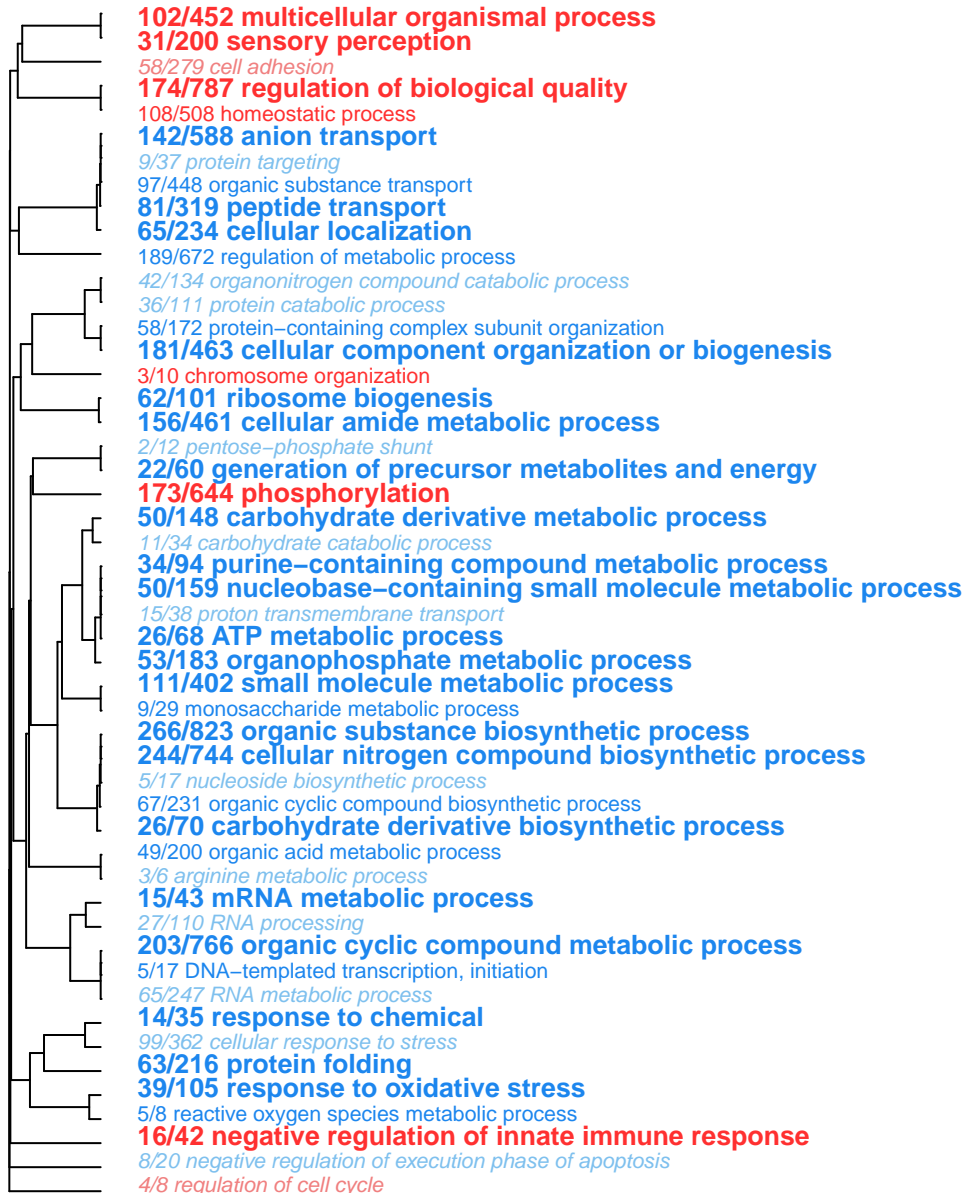 102/452 multicellular organismal process
31/200 sensory perception
58/279 cell adhesion
174/787 regulation of biological quality
108/508 homeostatic process
142/588 anion transport
9/37 protein targeting
97/448 organic substance transport
81/319 peptide transport
65/234 cellular localization
189/672 regulation of metabolic process
42/134 organonitrogen compound catabolic process
36/111 protein catabolic process
58/172 protein−containing complex subunit organization
181/463 cellular component organization or biogenesis
3/10 chromosome organization
62/101 ribosome biogenesis
156/461 cellular amide metabolic process
2/12 pentose−phosphate shunt
22/60 generation of precursor metabolites and energy
173/644 phosphorylation
50/148 carbohydrate derivative metabolic process
11/34 carbohydrate catabolic process
34/94 purine−containing compound metabolic process
50/159 nucleobase−containing small molecule metabolic process
15/38 proton transmembrane transport
26/68 ATP metabolic process
53/183 organophosphate metabolic process
111/402 small molecule metabolic process
9/29 monosaccharide metabolic process
266/823 organic substance biosynthetic process
244/744 cellular nitrogen compound biosynthetic process
5/17 nucleoside biosynthetic process
67/231 organic cyclic compound biosynthetic process
26/70 carbohydrate derivative biosynthetic process
49/200 organic acid metabolic process
3/6 arginine metabolic process
15/43 mRNA metabolic process
27/110 RNA processing
203/766 organic cyclic compound metabolic process
5/17 DNA−templated transcription, initiation
65/247 RNA metabolic process
14/35 response to chemical
99/362 cellular response to stress
63/216 protein folding
39/105 response to oxidative stress
5/8 reactive oxygen species metabolic process
16/42 negative regulation of innate immune response
8/20 negative regulation of execution phase of apoptosis
4/8 regulation of cell cycle